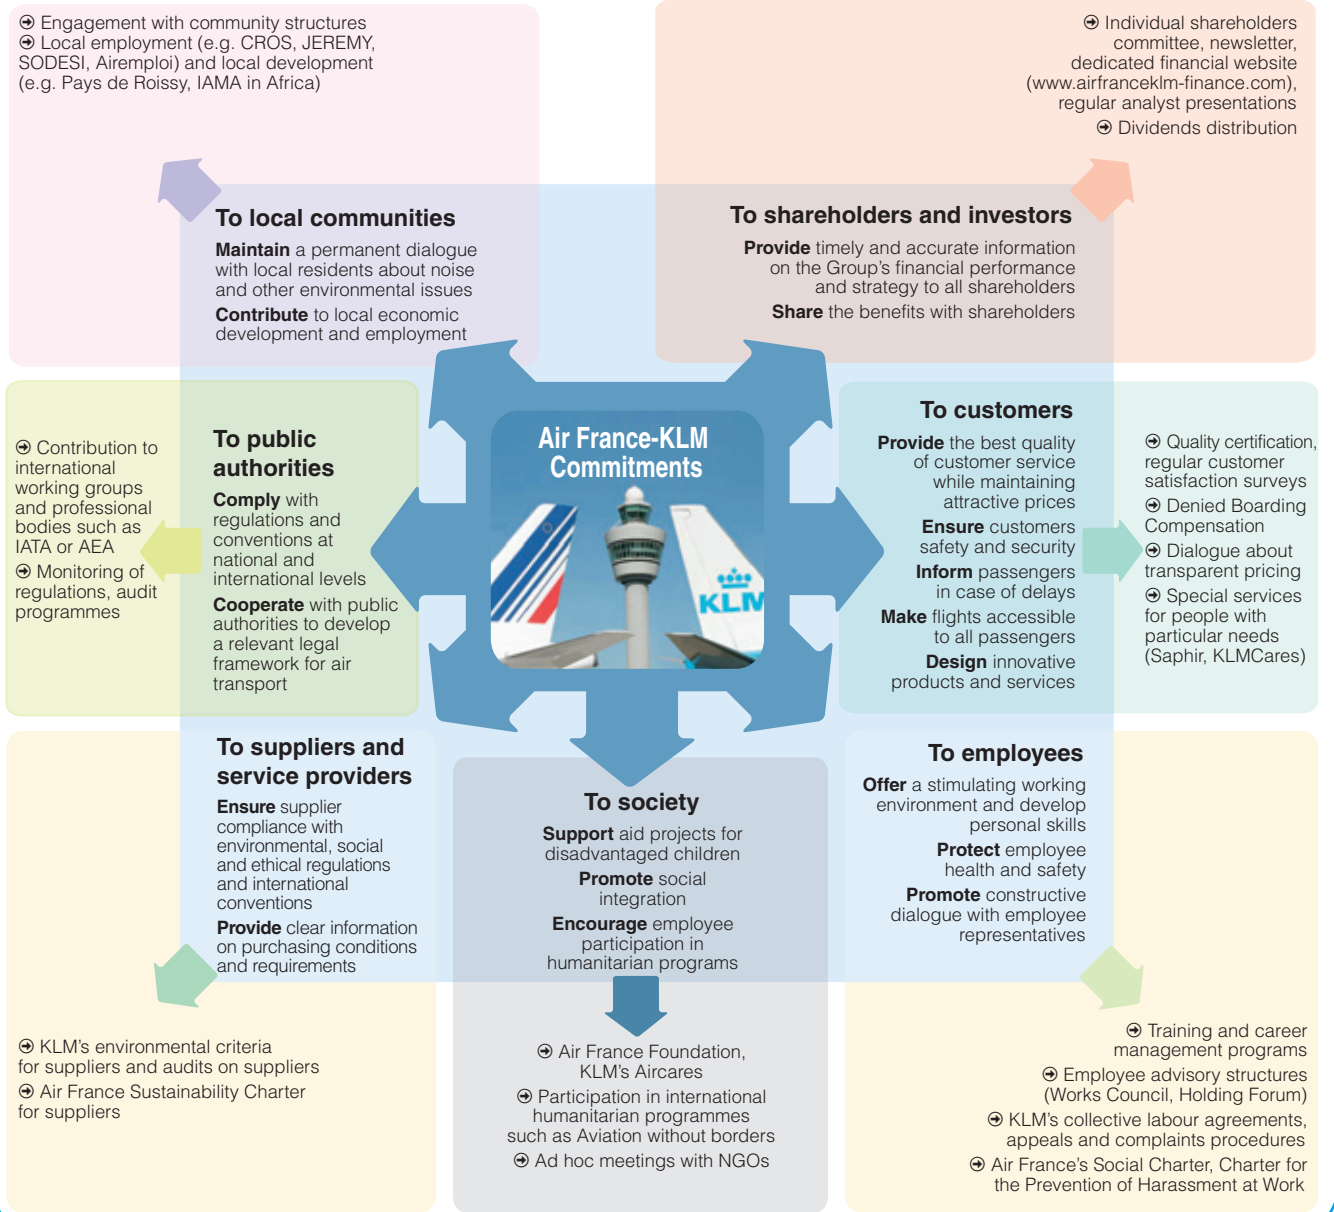 ➔ Engagement with community structures
➔ Local employment (e.g. CROS, JEREMY,
SODESI, Airemploi) and local development
(e.g. Pays de Roissy, IAMA in Africa)
➔ Individual shareholders
committee, newsletter,
dedicated financial website
(www.airfranceklm-finance.com),
regular analyst presentations
➔ Dividends distribution
To local communities
Maintain a permanent dialogue
with local residents about noise
and other environmental issues
Contribute to local economic
development and employment
To shareholders and investors
Provide timely and accurate information
on the Group's financial performance
and strategy to all shareholders
Share the benefits with shareholders
➔ Contribution to
international
working groups
and professional
bodies such as
IATA or AEA
➔ Monitoring of
regulations, audit
programmes
To public
authorities
Comply with
regulations and
conventions at
national and
international levels
Cooperate with public
authorities to develop
a relevant legal
framework for air
transport
Air France-KLM
Commitments
KLM
To customers
Provide the best quality
of customer service
while maintaining
attractive prices
Ensure customers
safety and security
Inform passengers
in case of delays
Make flights accessible
to all passengers
Design innovative
products and services
➔ Quality certification,
regular customer
satisfaction surveys
➔ Denied Boarding
Compensation
➔ Dialogue about
transparent pricing
➔ Special services
for people with
particular needs
(Saphir, KLMCares)
To suppliers and
service providers
Ensure supplier
compliance with
environmental, social
and ethical regulations
and international
conventions
Provide clear information
on purchasing conditions
and requirements
➔ KLM's environmental criteria
for suppliers and audits on suppliers
➔ Air France Sustainability Charter
for suppliers
To society
Support aid projects for
disadvantaged children
Promote social
integration
Encourage employee
participation in
humanitarian programs
➔ Air France Foundation,
KLM's Aircares
➔ Participation in international
humanitarian programmes
such as Aviation without borders
➔ Ad hoc meetings with NGOs
To employees
Offer a stimulating working
environment and develop
personal skills
Protect employee
health and safety
Promote constructive
dialogue with employee
representatives
➔ Training and career
management programs
➔ Employee advisory structures
(Works Council, Holding Forum)
➔ KLM's collective labour agreements,
appeals and complaints procedures
➔ Air France's Social Charter, Charter for
the Prevention of Harassment at Work